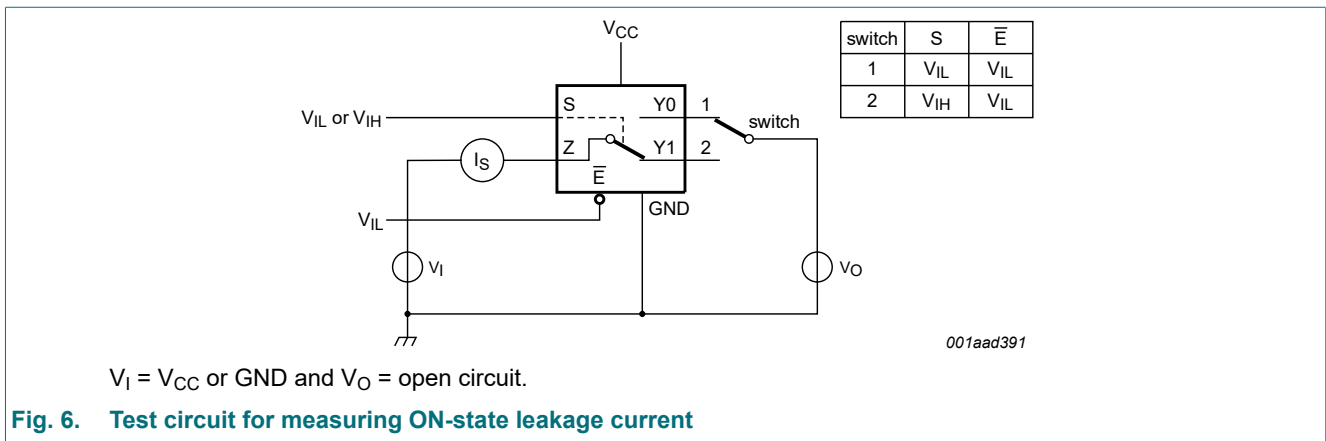 VCC
switch S E̅
1 VIL VIL
2 VIH VIL
S Y0 1
switch
VIL or VIH
Z Y1 2
IS
E̅
GND
VIL
VI
VO
001aad391
VI = VCC or GND and VO = open circuit.
Fig. 6. Test circuit for measuring ON-state leakage current